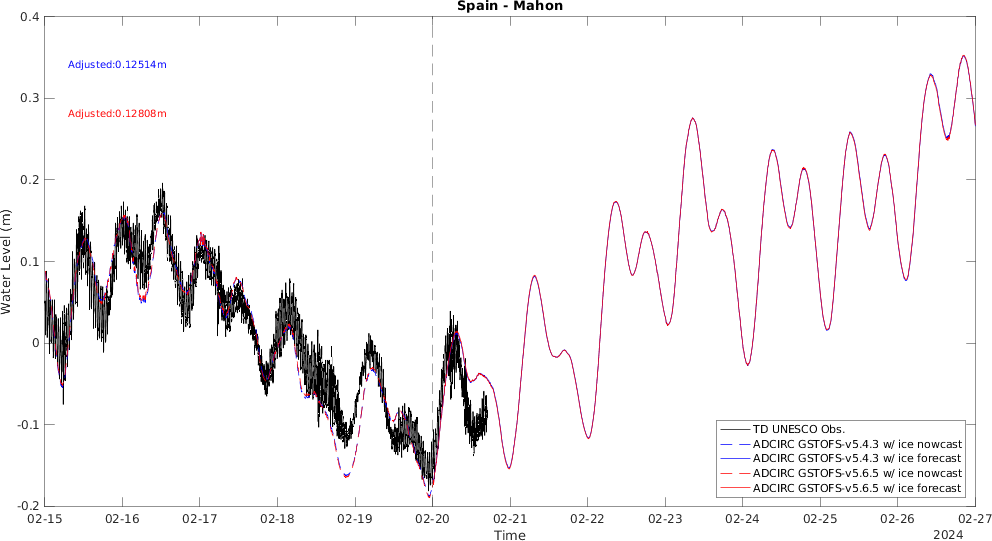 Spain - Mahon
0.4
0.3
0.2
0.1
0
-0.1
-0.2
Water Level (m)
Adjusted:0.12514m
Adjusted:0.12808m
TD UNESCO Obs.
ADCIRC GSTOFS-v5.4.3 w/ ice nowcast
ADCIRC GSTOFS-v5.4.3 w/ ice forecast
ADCIRC GSTOFS-v5.6.5 w/ ice nowcast
ADCIRC GSTOFS-v5.6.5 w/ ice forecast
02-15 02-16 02-17 02-18 02-19 02-20 02-21 02-22 02-23 02-24 02-25 02-26 02-27
Time
2024